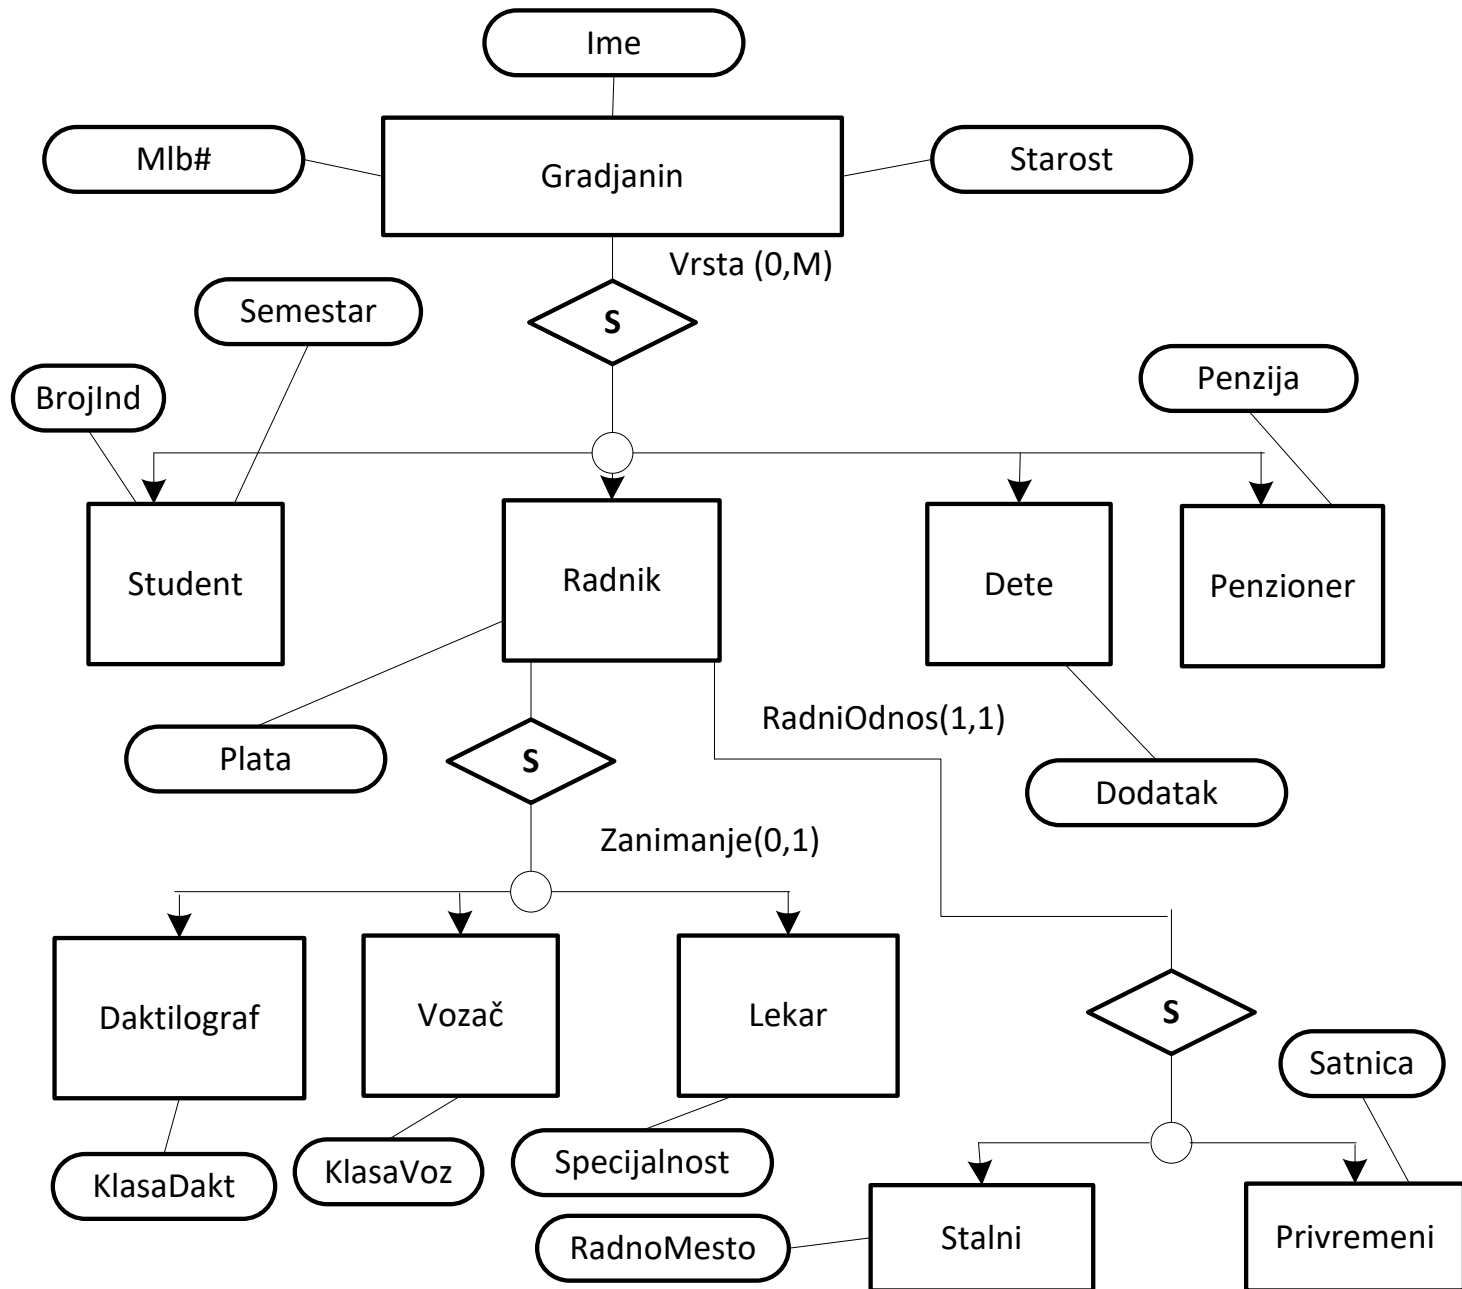 Ime
Mlb#
Gradjanin
Starost
Vrsta (0,M)
Semestar
S
BrojInd
Penzija
Student
Radnik
Dete
Penzioner
RadniOdnos(1,1)
Plata
S
Dodatak
Zanimanje(0,1)
Daktilograf
Vozač
Lekar
S
Satnica
KlasaDakt
KlasaVoz
Specijalnost
RadnoMesto
Stalni
Privremeni